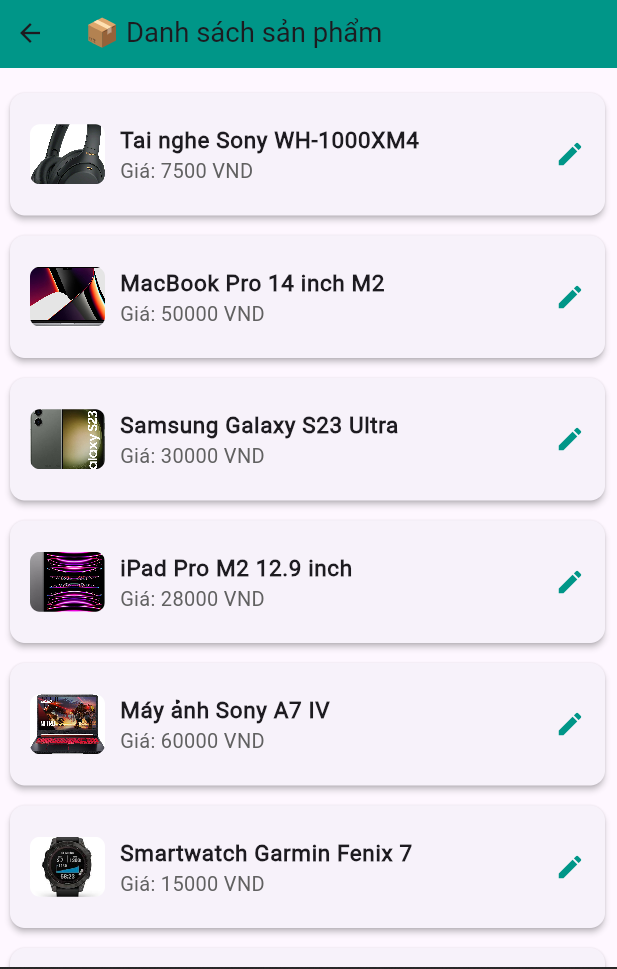 Danh sách sản phẩm
Tai nghe Sony WH-1000XM4
Giá: 7500 VND
MacBook Pro 14 inch M2
Giá: 50000 VND
Samsung Galaxy S23 Ultra
Giá: 30000 VND
alaxy S23
iPad Pro M2 12.9 inch
Giá: 28000 VND
Máy ảnh Sony A7 IV
Giá: 60000 VND
Smartwatch Garmin Fenix 7
Giá: 15000 VND